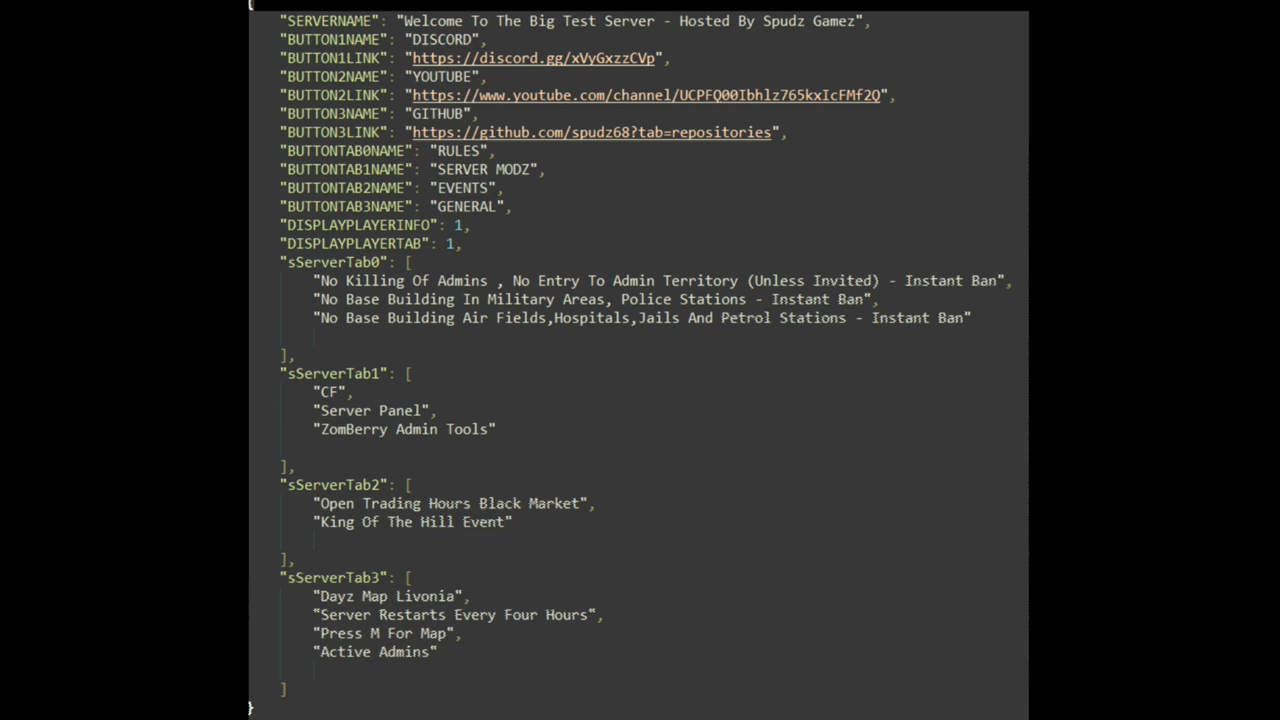 {
"SERVERNAME": "Welcome To The Big Test Server - Hosted By Spudz Gamez",
"BUTTON1NAME": "DISCORD",
"BUTTON1LINK": "https://discord.gg/xVyGxzzCVp",
"BUTTON2NAME": "YOUTUBE",
"BUTTON2LINK": "https://www.youtube.com/channel/UCPFQ00Ibhlz765kxIcFMf2Q",
"BUTTON3NAME": "GITHUB",
"BUTTON3LINK": "https://github.com/spudz68?tab=repositories",
"BUTTONTAB0NAME": "RULES",
"BUTTONTAB1NAME": "SERVER MODZ",
"BUTTONTAB2NAME": "EVENTS",
"BUTTONTAB3NAME": "GENERAL",
"DISPLAYPLAYERINFO": 1,
"DISPLAYPLAYERTAB": 1,
"sServerTab0": [
"No Killing Of Admins , No Entry To Admin Territory (Unless Invited) - Instant Ban",
"No Base Building In Military Areas, Police Stations - Instant Ban",
"No Base Building Air Fields,Hospitals,Jails And Petrol Stations - Instant Ban"
],
"sServerTab1": [
"CF",
"Server Panel",
"ZomBerry Admin Tools"
],
"sServerTab2": [
"Open Trading Hours Black Market",
"King Of The Hill Event"
],
"sServerTab3": [
"Dayz Map Livonia",
"Server Restarts Every Four Hours",
"Press M For Map",
"Active Admins"
]
}